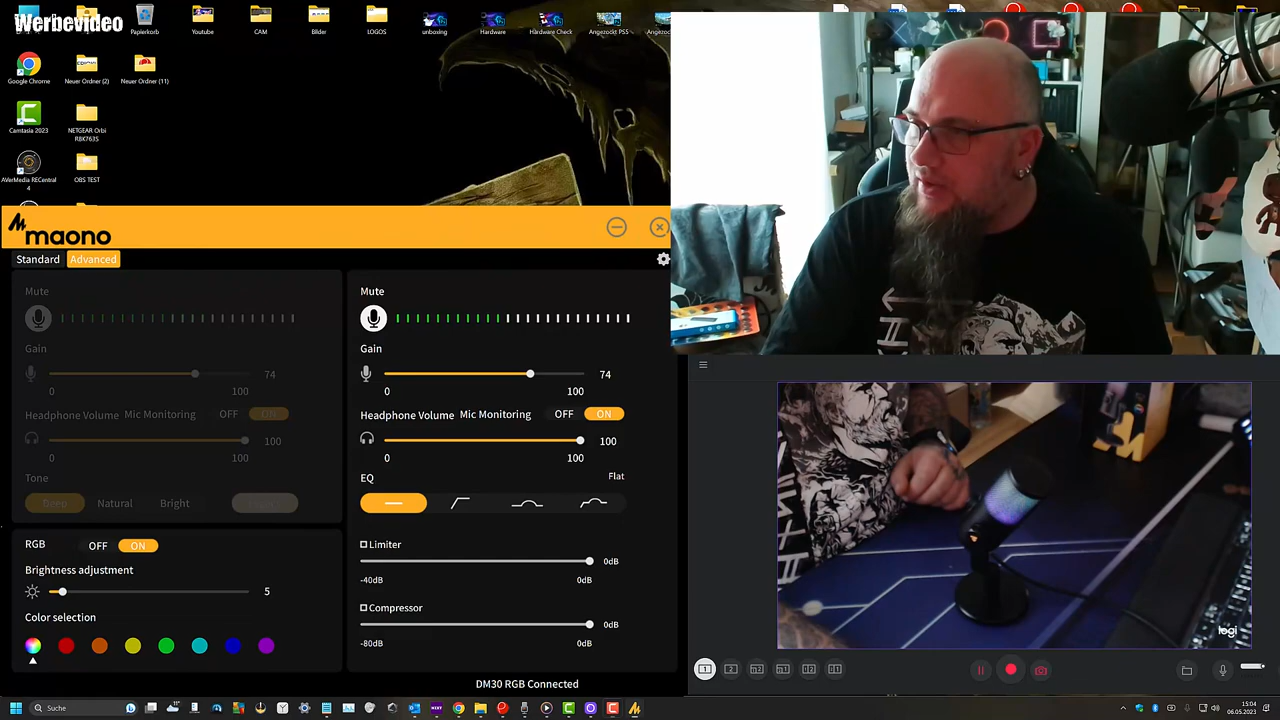 Werbevideo
Papierkorb
Youtube
CAM
Bilder
LOGOS
unboxing
Hardware
Hardware Check
Angezockt PS5
Google Chrome
Neuer Ordner (2)
Neuer Ordner (11)
Camtasia 2023
NETGEAR Orbi
RBK763S
AVerMedia RECentral
4
OBS TEST
maono
Standard
Advanced
Mute
Gain
74
0
100
Headphone Volume
Mic Monitoring
OFF
ON
100
0
100
Tone
Deep
Natural
Bright
RGB
OFF
ON
Brightness adjustment
5
Color selection
Mute
Gain
74
0
100
Headphone Volume
Mic Monitoring
OFF
ON
100
0
100
EQ
Flat
Limiter
0dB
-40dB
0dB
Compressor
0dB
-80dB
0dB
DM30 RGB Connected
logi
Suche
15:04
06.05.2023